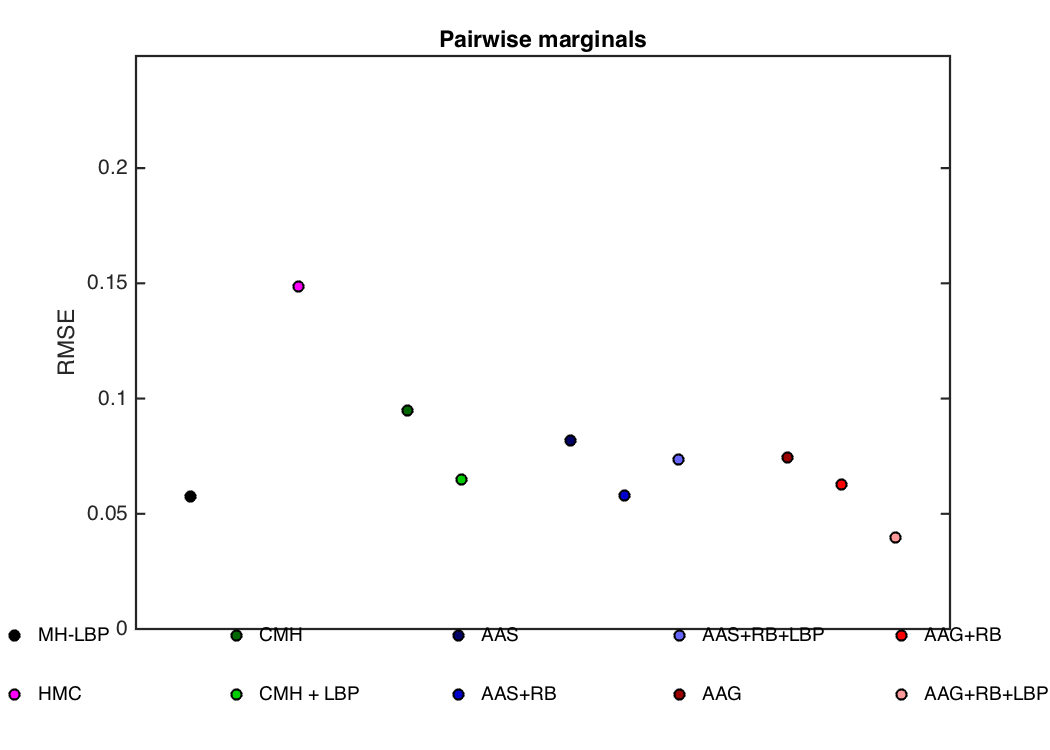 Pairwise marginals
0.2
0.15
0.1
0.05
0
RMSE
MH-LBP CMH AAS AAS+RB+LBP AAG+RB
HMC CMH + LBP AAS+RB AAG AAG+RB+LBP